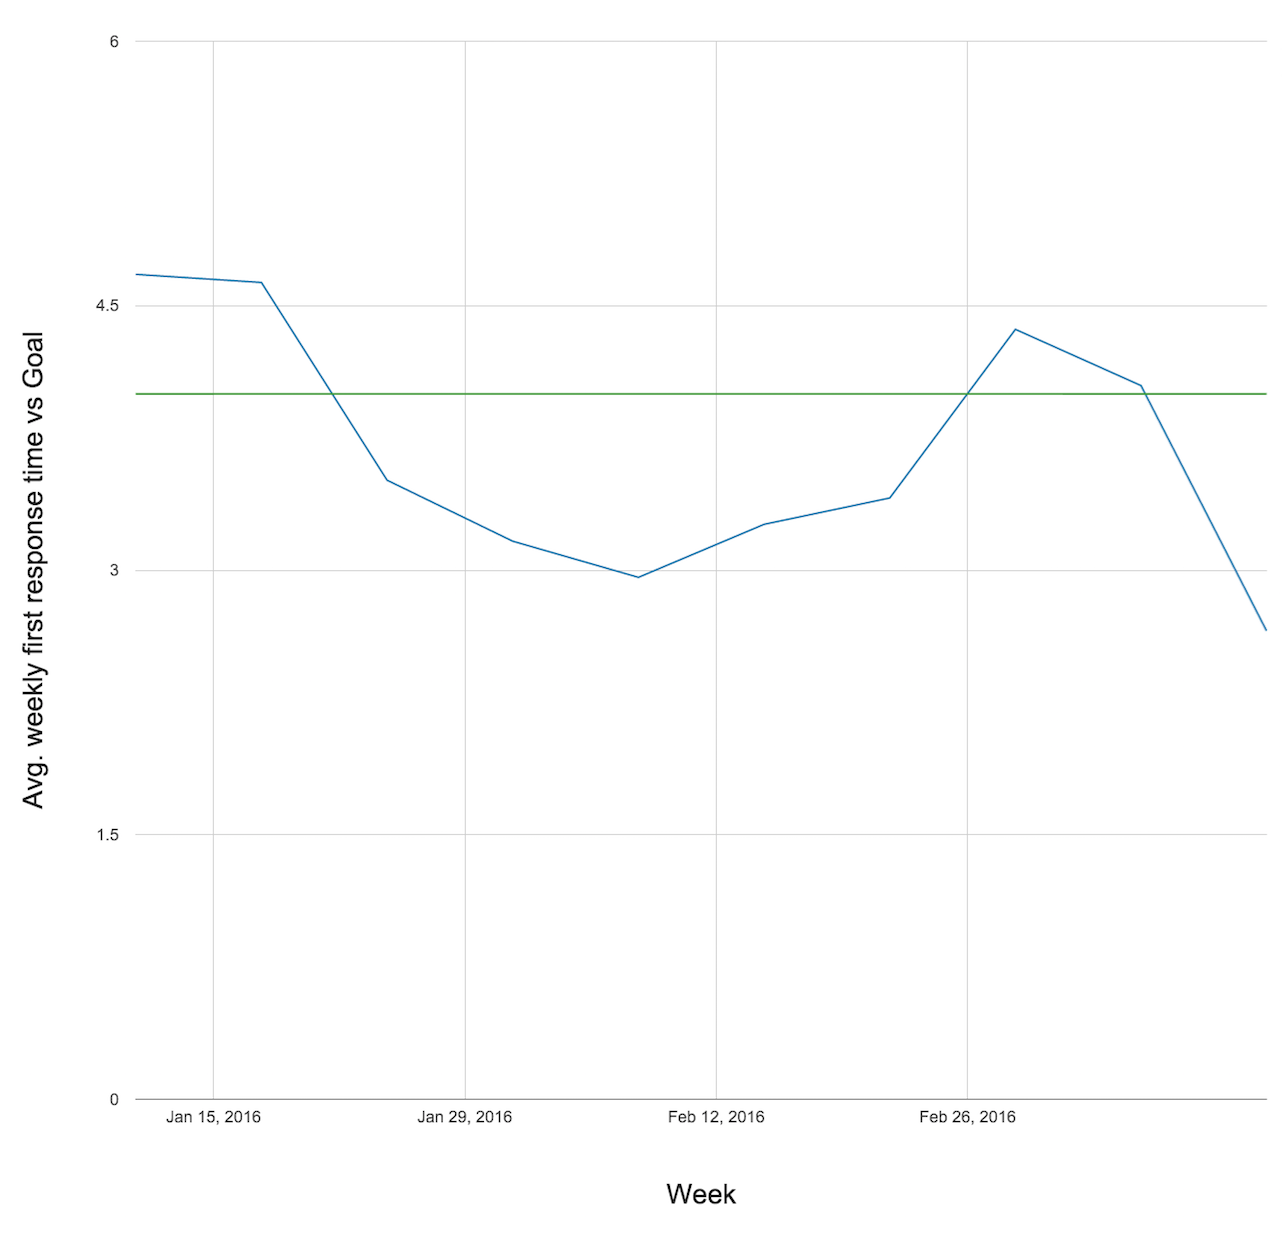 6
4.5
3
1.5
0
Avg. weekly first response time vs Goal
Jan 15, 2016
Jan 29, 2016
Feb 12, 2016
Feb 26, 2016
Week